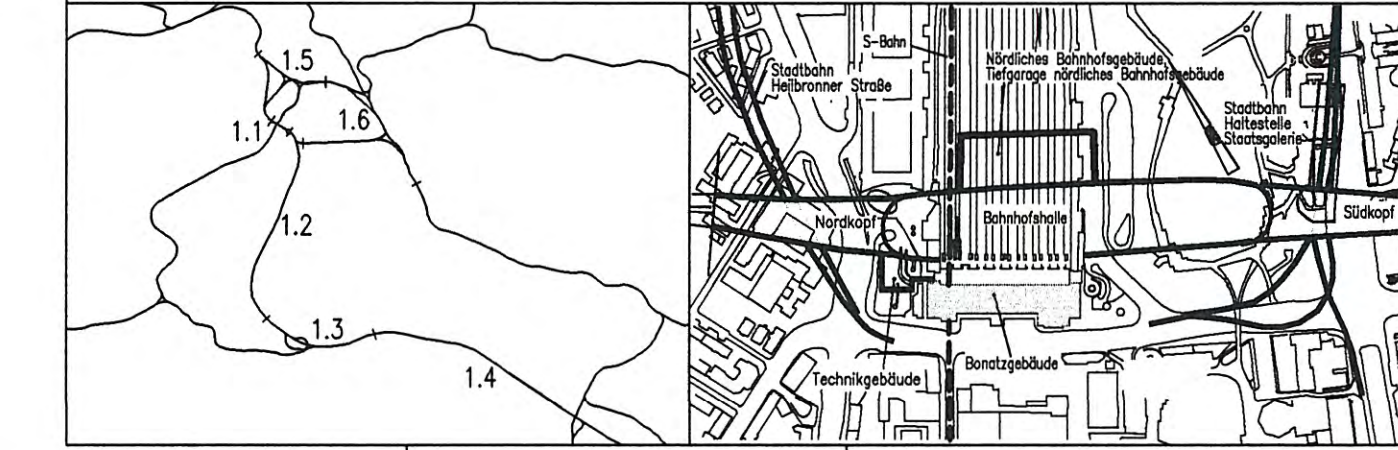 1.5
1.1
1.6
1.2
1.3
1.4
S-Bahn
Nördliches Bahnhofsgebäude,
Tiefgarage nördliches Bahnhofsgebäude
Stadtbahn
Heilbronner Straße
Stadtbahn
Haltestelle
Staatsgalerie
Nordkopf
Bahnhofshalle
Südkopf
Technikgebäude
Bonatzgebäude